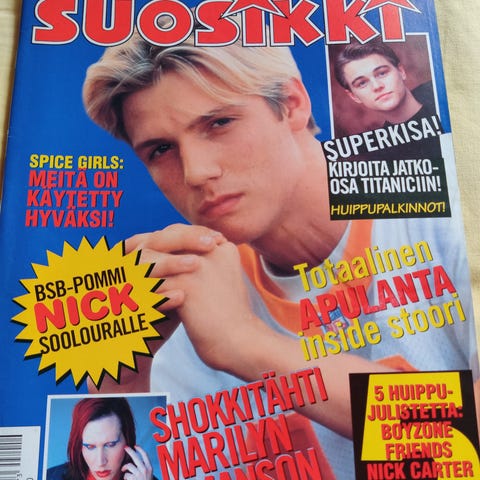 SUOSIKKI
SPICE GIRLS:
MEITÄ ON
KÄYTETTY
HYVÄKSI!
SUPERKISA!
KIRJOITA JATKO-
OSA TITANICIIN!
HUIPPUPALKINNOT!
BSB-POMMI
NICK
SOOLOURALLE
Totaalinen
APULANTA
inside stoori
SHOKKITÄHTI
MARILYN
MANSON
5 HUIPPU-
JULISTETTA:
BOYZONE
FRIENDS
NICK CARTER